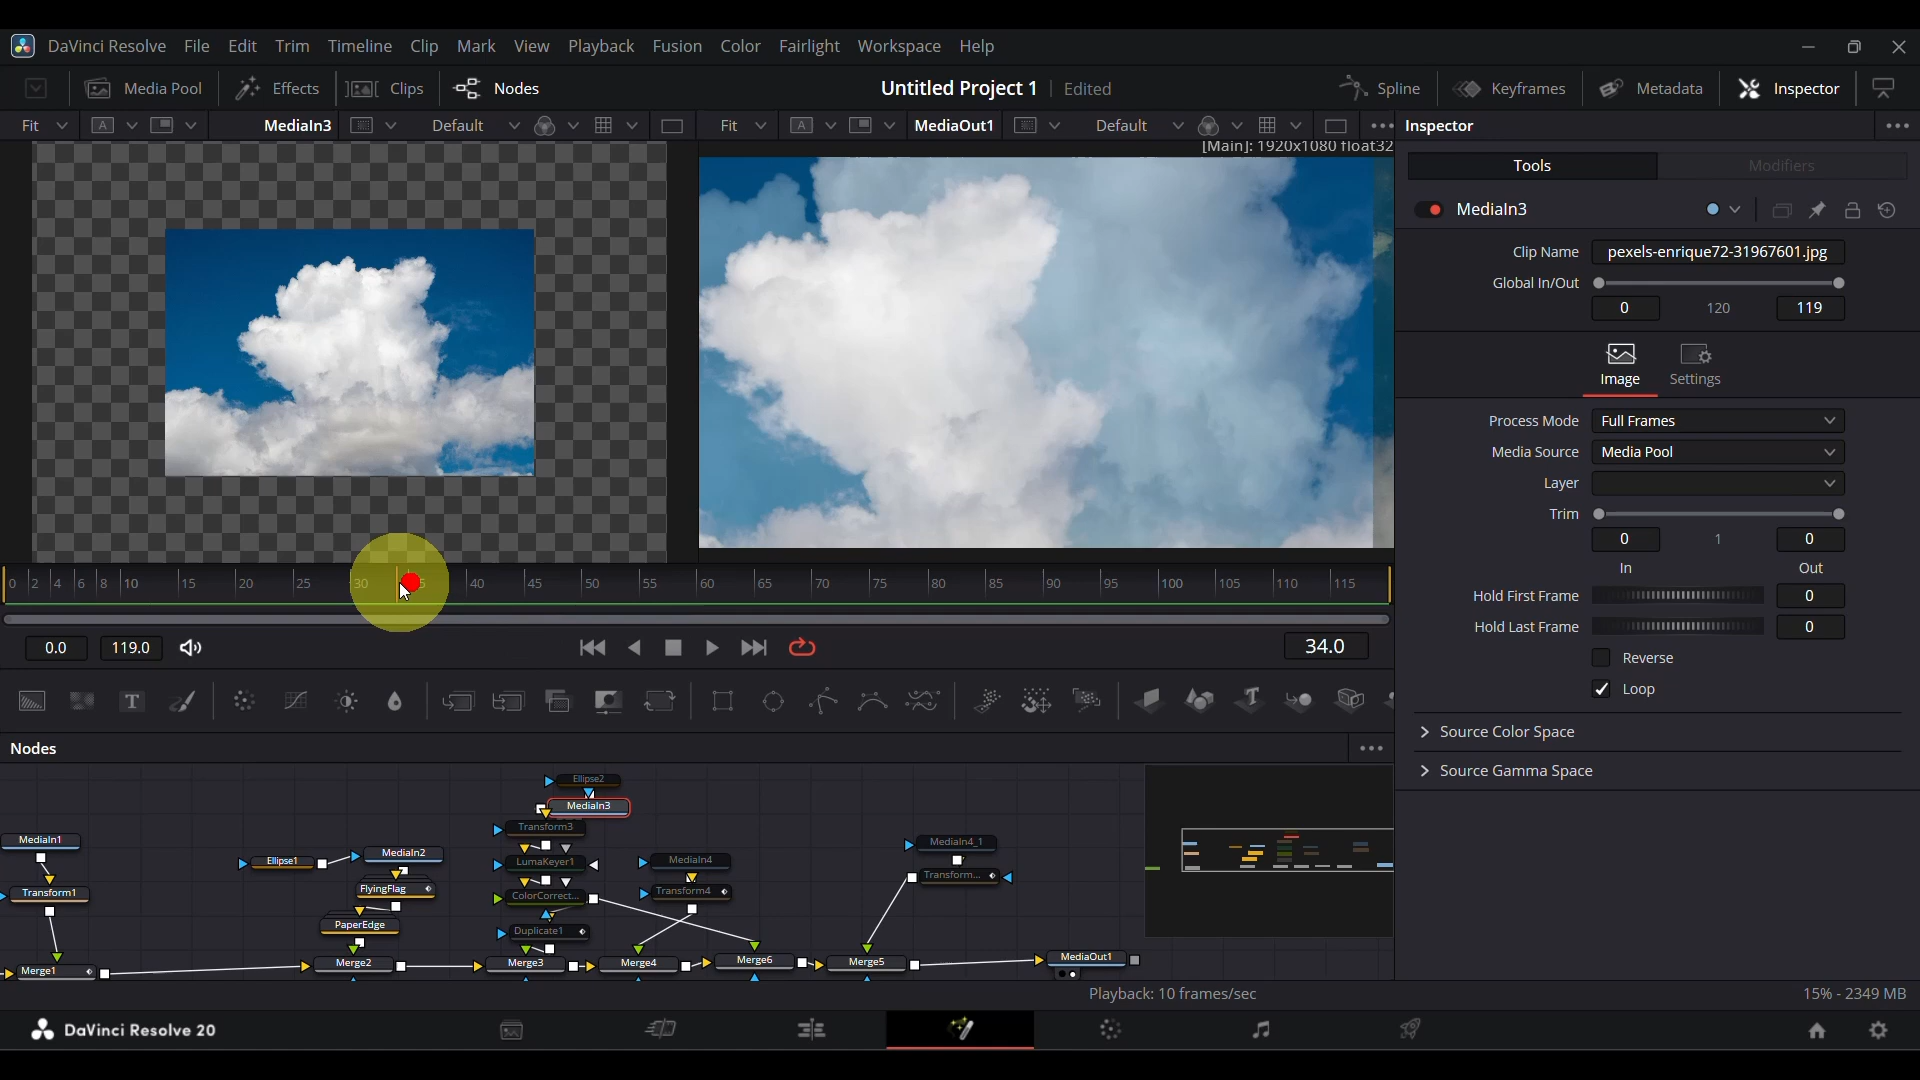 DaVinci Resolve File Edit Trim Timeline Clip Mark View Playback Fusion Color Fairlight Workspace Help
Media Pool Effects Clips Nodes Untitled Project 1 Edited Spline Keyframes Metadata Inspector
Fit A MediaIn3 Default Fit A MediaOut1 Default Inspector
[Main]: 1920x1080 float32
Tools Modifiers
MediaIn3
Clip Name pexels-enrique72-31967601.jpg
Global In/Out
0 120 119
Image Settings
Process Mode Full Frames
Media Source Media Pool
Layer
Trim
0 1 0
In Out
Hold First Frame 0
Hold Last Frame 0
Reverse
Loop
Source Color Space
Source Gamma Space
0 2 4 6 8 10 15 20 25 30 40 45 50 55 60 65 70 75 80 85 90 95 100 105 110 115
0.0 119.0 34.0
T T
Nodes
Ellipse2
MediaIn3
Transform3
MediaIn1 MediaIn4_1
Ellipse1 MediaIn2 LumaKeyer1 MediaIn4
Transform1 FlyingFlag ColorCorrect... Transform4 Transform...
PaperEdge Duplicate1
Merge1 Merge2 Merge3 Merge4 Merge6 Merge5 MediaOut1
Playback: 10 frames/sec 15% - 2349 MB
DaVinci Resolve 20